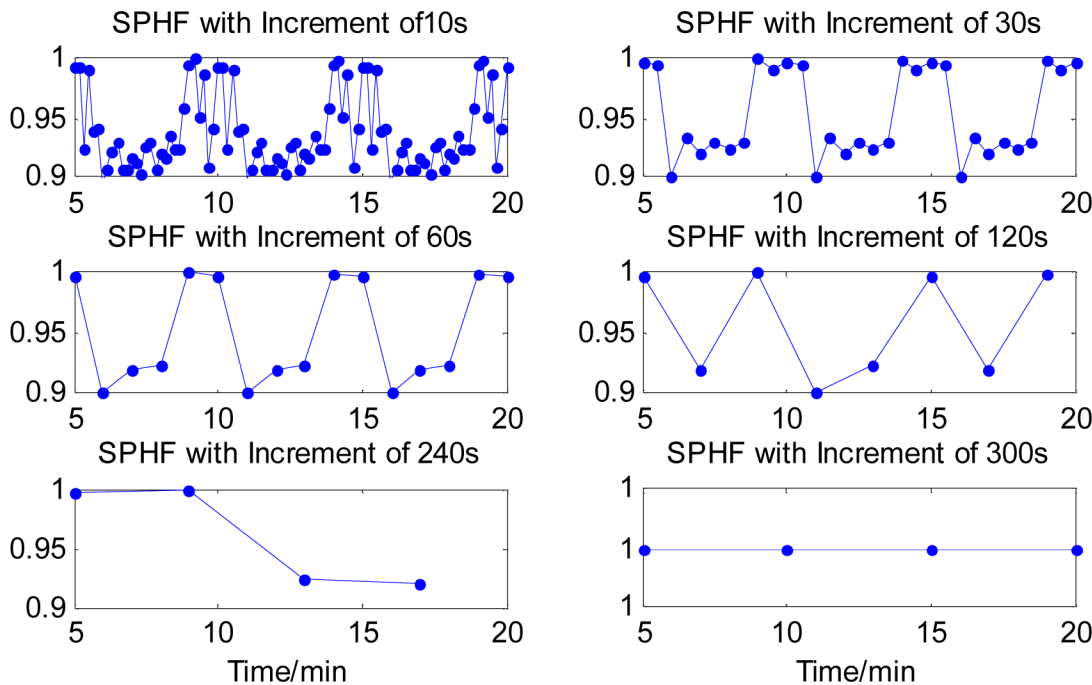 SPHF with Increment of10s
1
0.95
0.9
5 10 15 20
SPHF with Increment of 30s
1
0.95
0.9
5 10 15 20
SPHF with Increment of 60s
1
0.95
0.9
5 10 15 20
SPHF with Increment of 120s
1
0.95
0.9
5 10 15 20
SPHF with Increment of 240s
1
0.95
0.9
5 10 15 20
Time/min
SPHF with Increment of 300s
1
1
1
5 10 15 20
Time/min